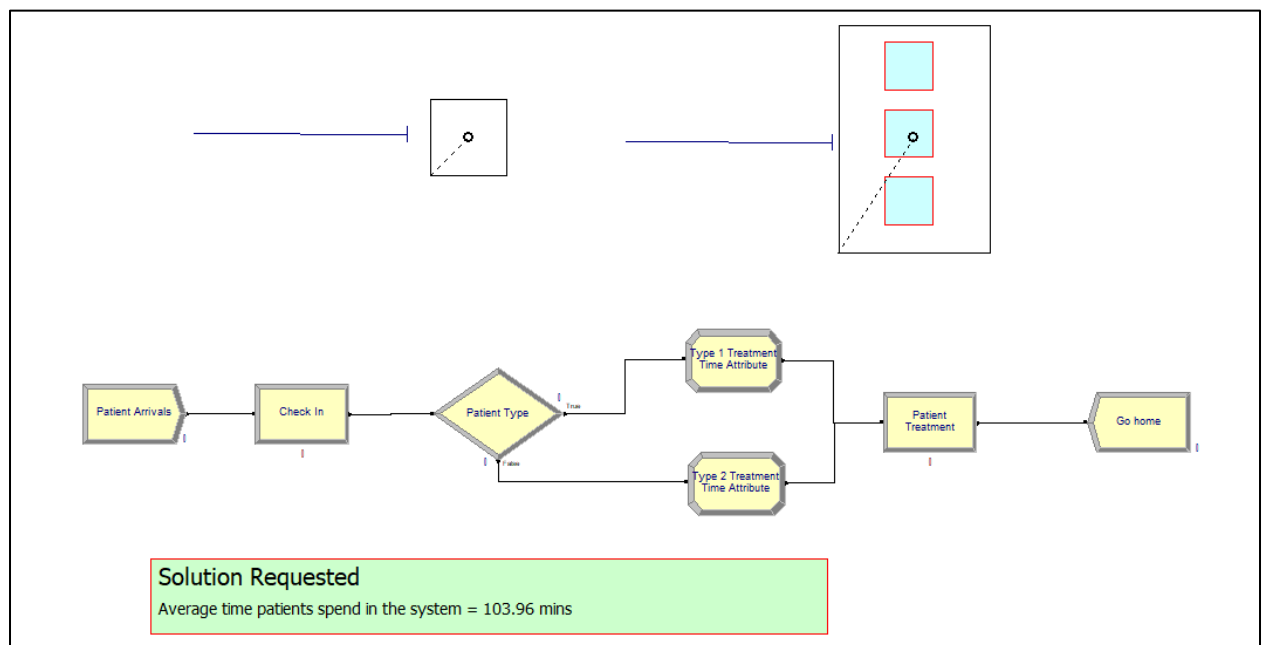 Type 1 Treatment
Time Attribute
Patient Arrivals
Check In
Patient Type
True
Patient
Treatment
Go home
False
Type 2 Treatment
Time Attribute
Solution Requested
Average time patients spend in the system = 103.96 mins